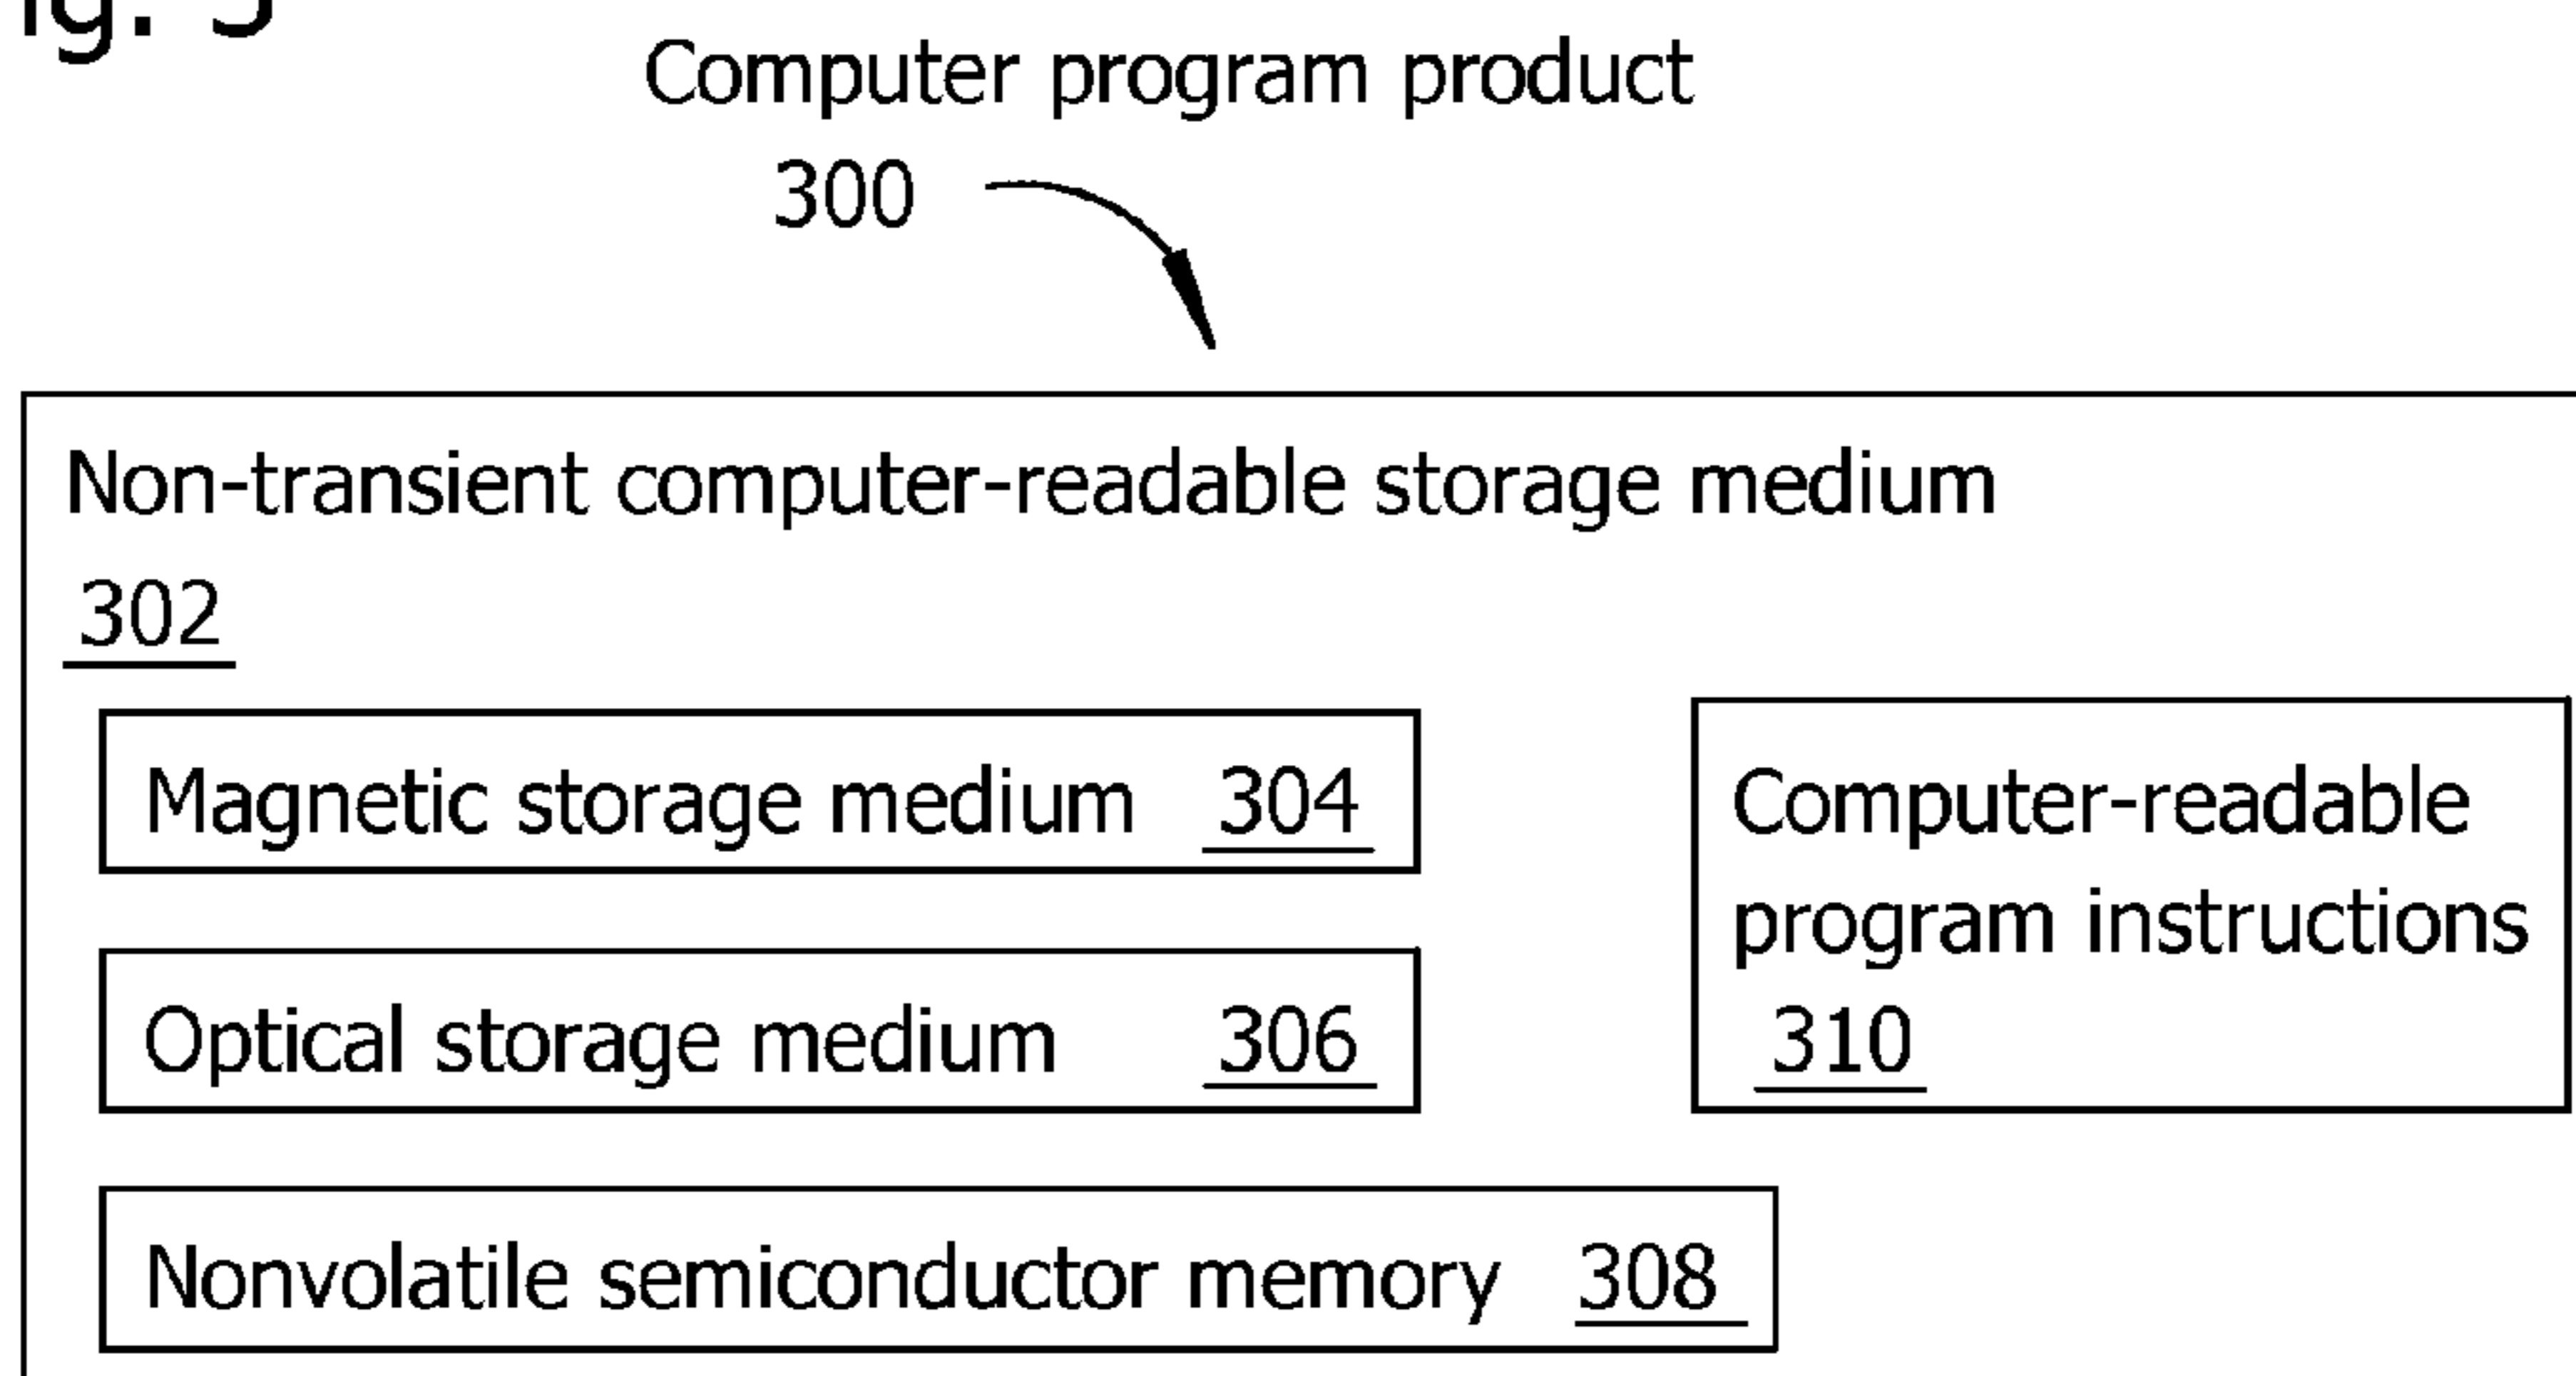 Computer program product
300
Non-transient computer-readable storage medium
302
Magnetic storage medium 304
Computer-readable
program instructions
310
Optical storage medium 306
Nonvolatile semiconductor memory 308